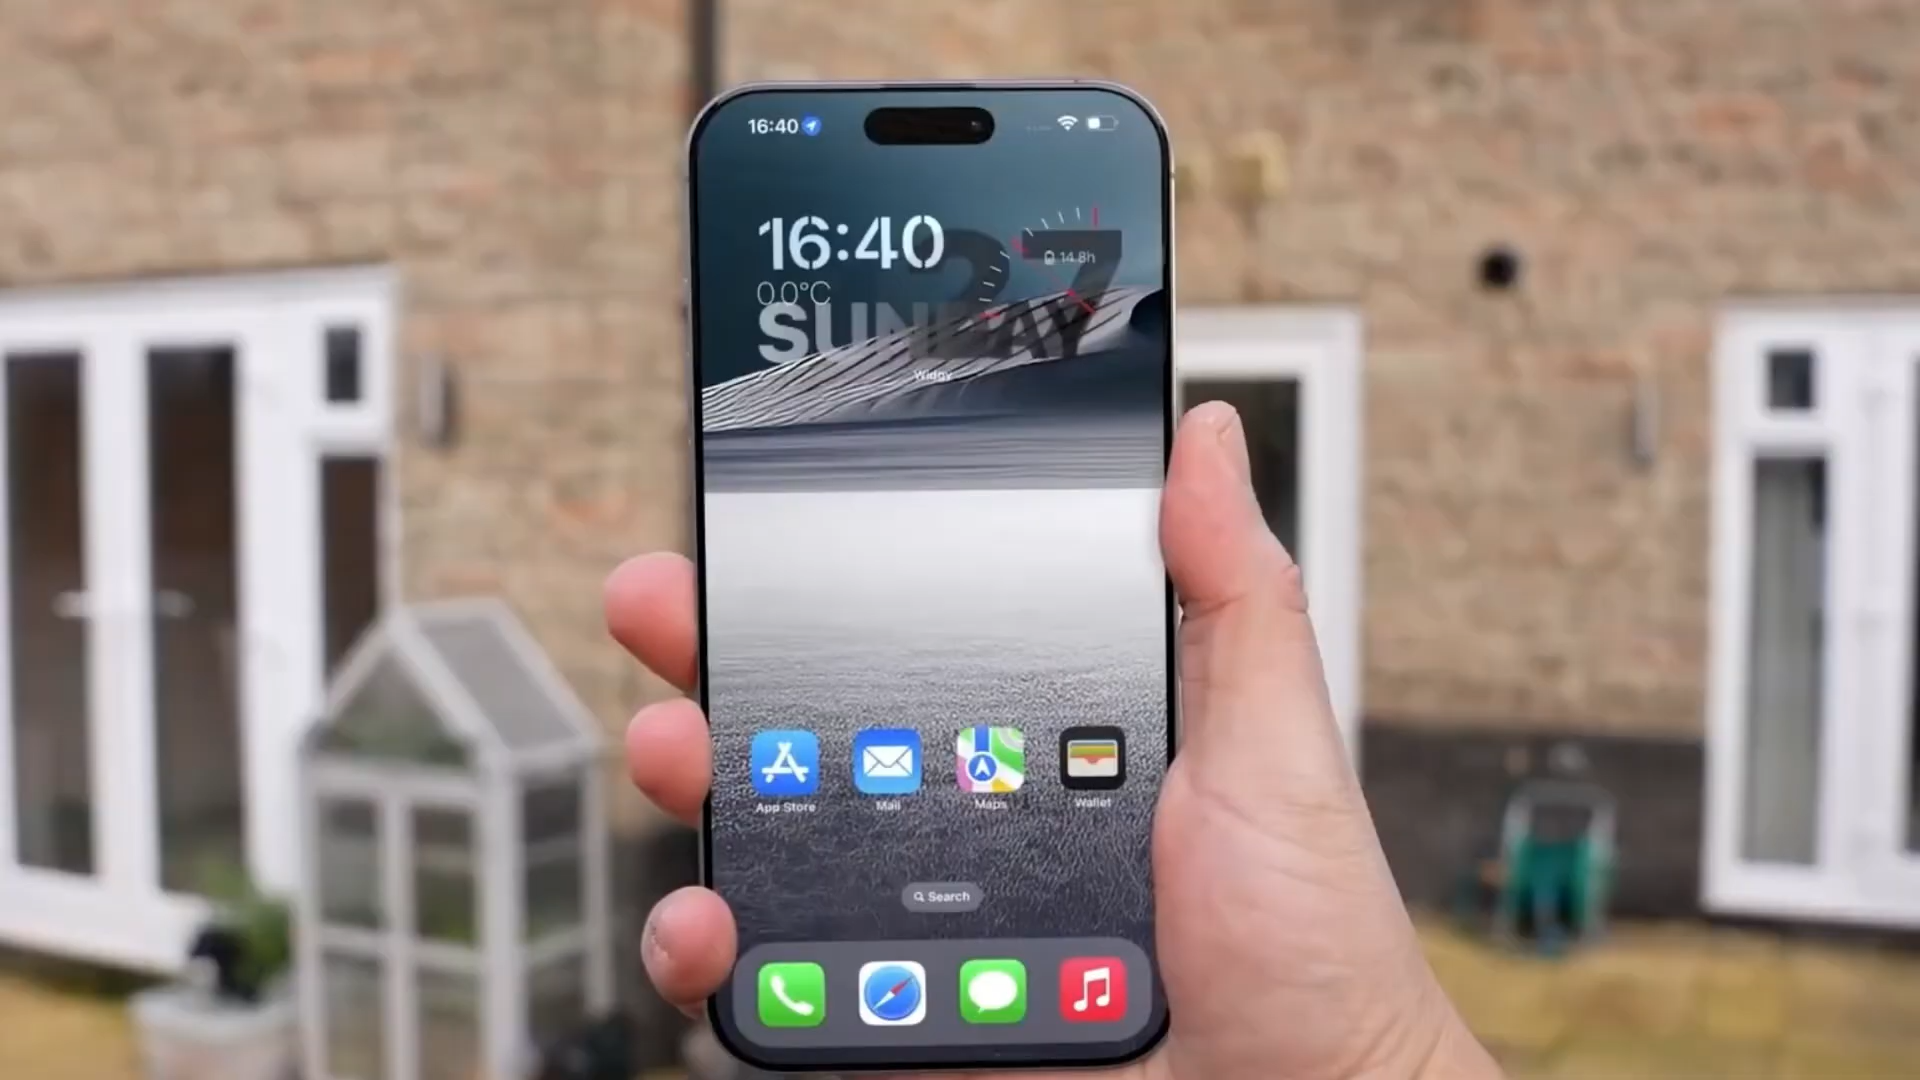 16:40
16:40
27
14.8h
0.0°C
SUNDAY
Widgy
App Store Mail Maps Wallet
Search